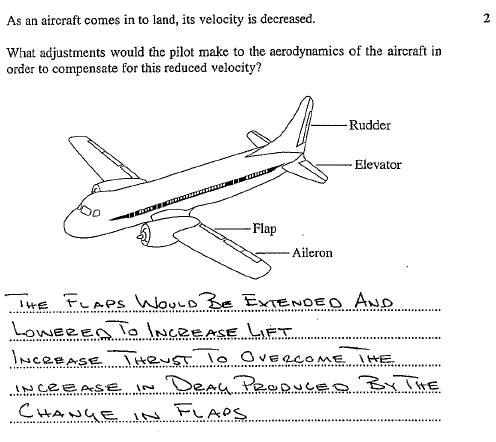 As an aircraft comes in to land, its velocity is decreased.
2
What adjustments would the pilot make to the aerodynamics of the aircraft in
order to compensate for this reduced velocity?
Rudder
Elevator
Flap
Aileron
THE FLAPS WOULD BE EXTENDED AND
LOWERED TO INCREASE LIFT
INCREASE THRUST TO OVERCOME THE
INCREASE IN DRAG PRODUCED BY THE
CHANGE IN FLAPS